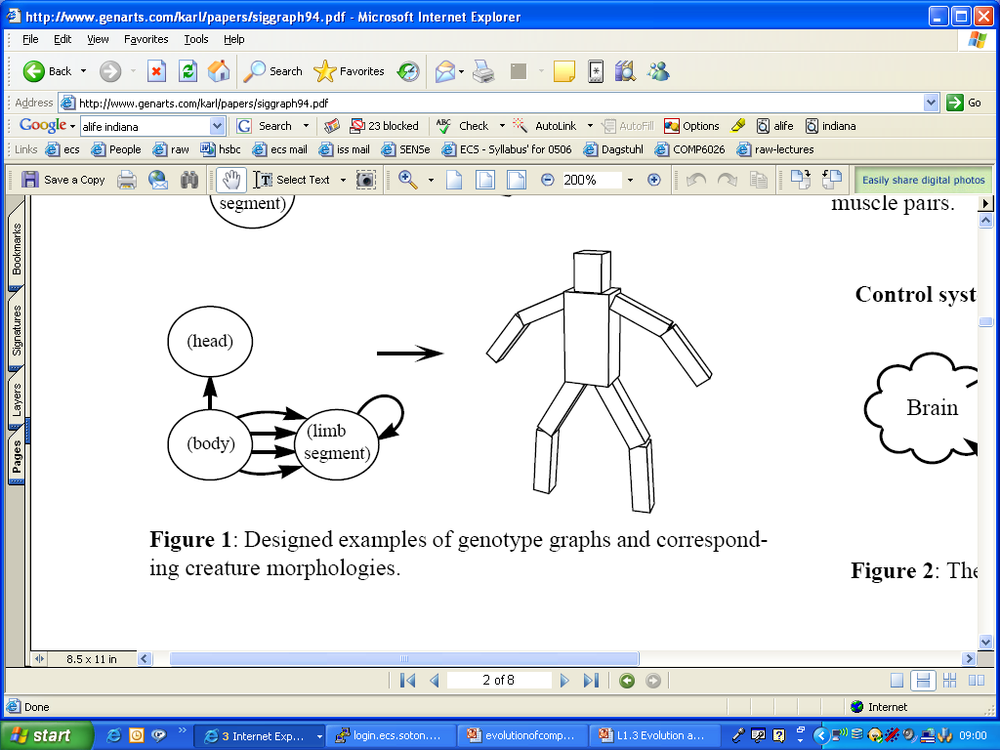 http://www.genarts.com/karl/papers/siggraph94.pdf - Microsoft Internet Explorer
File Edit View Favorites Tools Help
Back Search Favorites
Address http://www.genarts.com/karl/papers/siggraph94.pdf Go
Google alife indiana G Search 23 blocked ABC Check AutoLink AutoFill Options alife indiana
Links ecs People raw hsbc ecs mail iss mail SENSe ECS - Syllabus' for 0506 Dagstuhl COMP6026 raw-lectures
Save a Copy Select Text 200% Easily share digital photos
Bookmarks
Signatures
Layers
Pages
segment)
muscle pairs.
(head)
(body)
(limb
segment)
Control syst
Brain
Figure 1: Designed examples of genotype graphs and correspond-
ing creature morphologies.
Figure 2: The
8.5 x 11 in
2 of 8
Done Internet
start 3 Internet Exp... login.ecs.soton.... evolutionofcomp... L1.3 Evolution a... 09:00